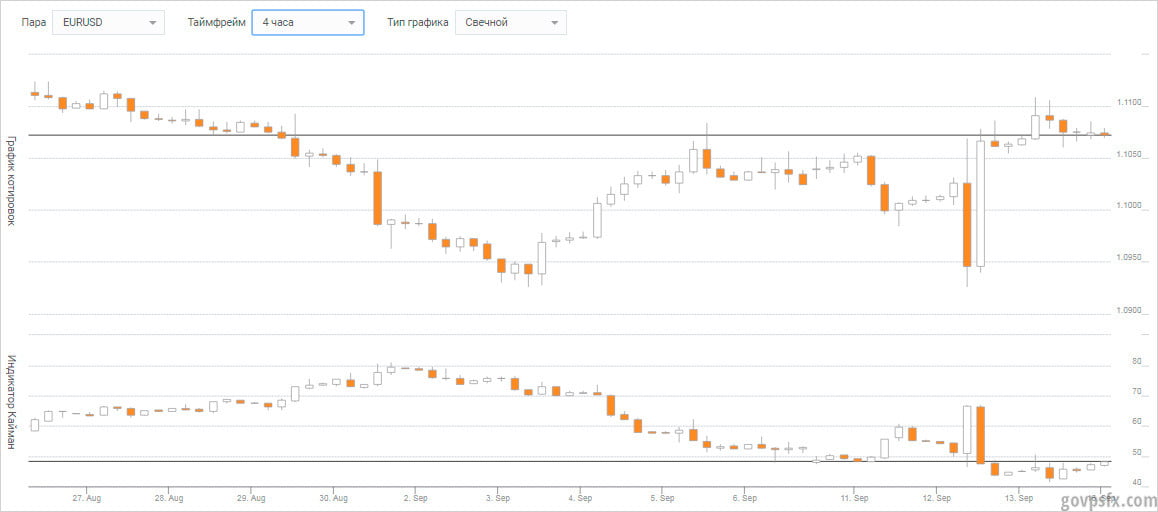 Пара EURUSD Таймфрейм 4 часа Тип графика Свечной
График котировок
1.1100
1.1050
1.1000
1.0950
1.0900
Индикатор Кайман
80
70
60
50
40
27. Aug 28. Aug 29. Aug 30. Aug 2. Sep 3. Sep 4. Sep 5. Sep 6. Sep 11. Sep 12. Sep 13. Sep
govpsfx.com